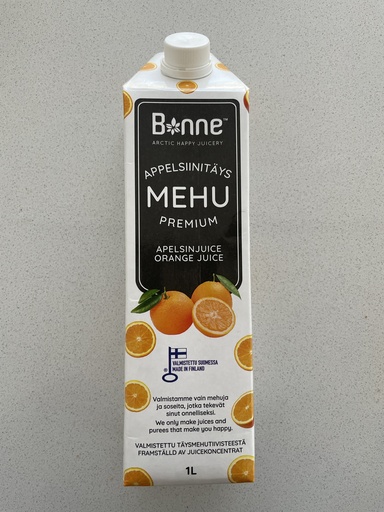 Bonne™
ARCTIC HAPPY JUICERY
APPELSIINITÄYS
MEHU
PREMIUM
APELSINJUICE
ORANGE JUICE
VALMISTETTU SUOMESSA
MADE IN FINLAND
®
Valmistamme vain mehuja
ja soseita, jotka tekevät
sinut onnelliseksi.
We only make juices and
purees that make you happy.
VALMISTETTU TÄYSMEHUTIIVISTEESTÄ
FRAMSTÄLLD AV JUICEKONCENTRAT
1L